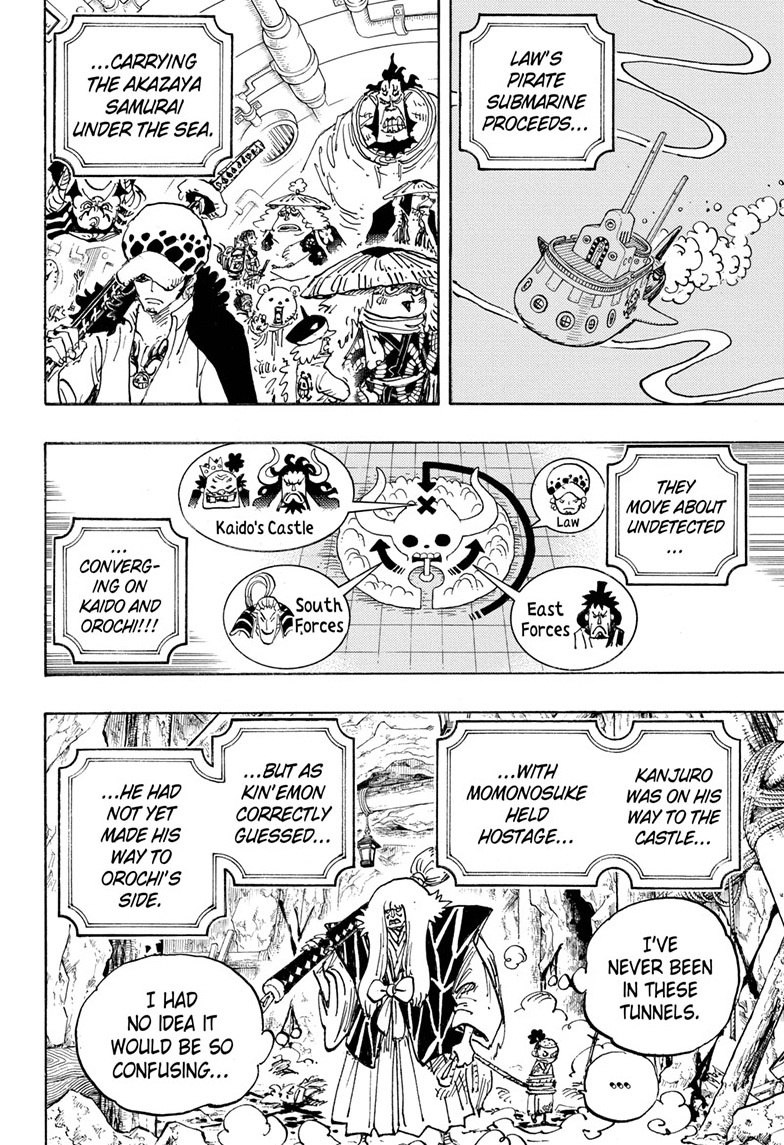 LAW'S
PIRATE
SUBMARINE
PROCEEDS...
...CARRYING
THE AKAZAYA
SAMURAI
UNDER THE SEA.
THEY
MOVE ABOUT
UNDETECTED
...
Law
Kaido's Castle
East
Forces
South
Forces
...
CONVERG-
ING ON
KAIDO AND
OROCHI!!!
KANJURO
WAS ON HIS
WAY TO THE
CASTLE...
...WITH
MOMONOSUKE
HELD
HOSTAGE...
...BUT AS
KIN'EMON
CORRECTLY
GUESSED...
...HE HAD
NOT YET
MADE HIS
WAY TO
OROCHI'S
SIDE.
I'VE
NEVER BEEN
IN THESE
TUNNELS.
...
I HAD
NO IDEA IT
WOULD BE SO
CONFUSING...